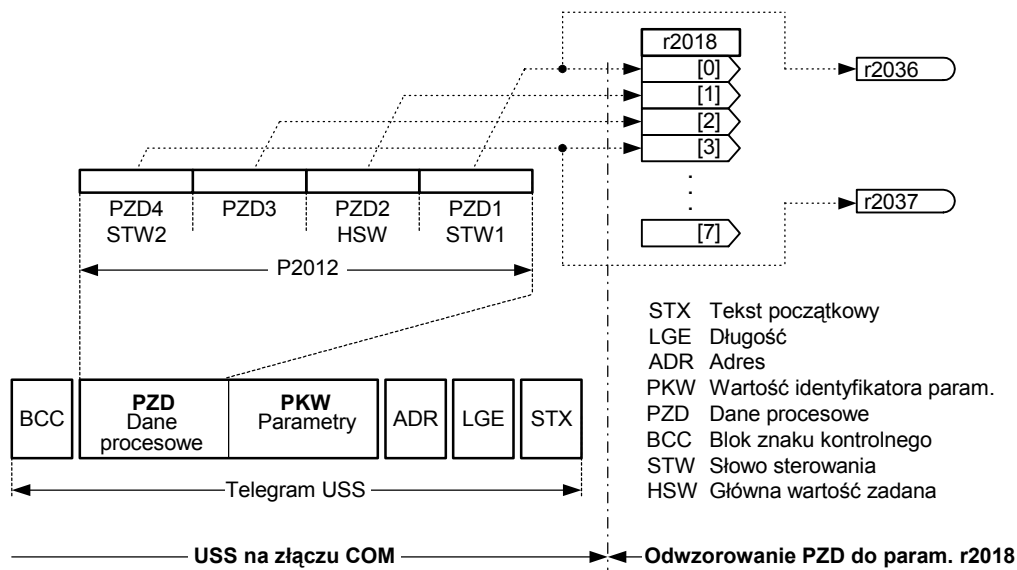 r2018
[0]
r2036
[1]
[2]
[3]
.
.
.
r2037
[7]
PZD4 PZD3 PZD2 PZD1
STW2 HSW STW1
P2012
STX Tekst początkowy
LGE Długość
ADR Adres
PKW Wartość identyfikatora param.
PZD Dane procesowe
BCC Blok znaku kontrolnego
STW Słowo sterowania
HSW Główna wartość zadana
BCC
PZD
Dane
procesowe
PKW
Parametry
ADR
LGE
STX
Telegram USS
USS na złączu COM
Odwzorowanie PZD do param. r2018